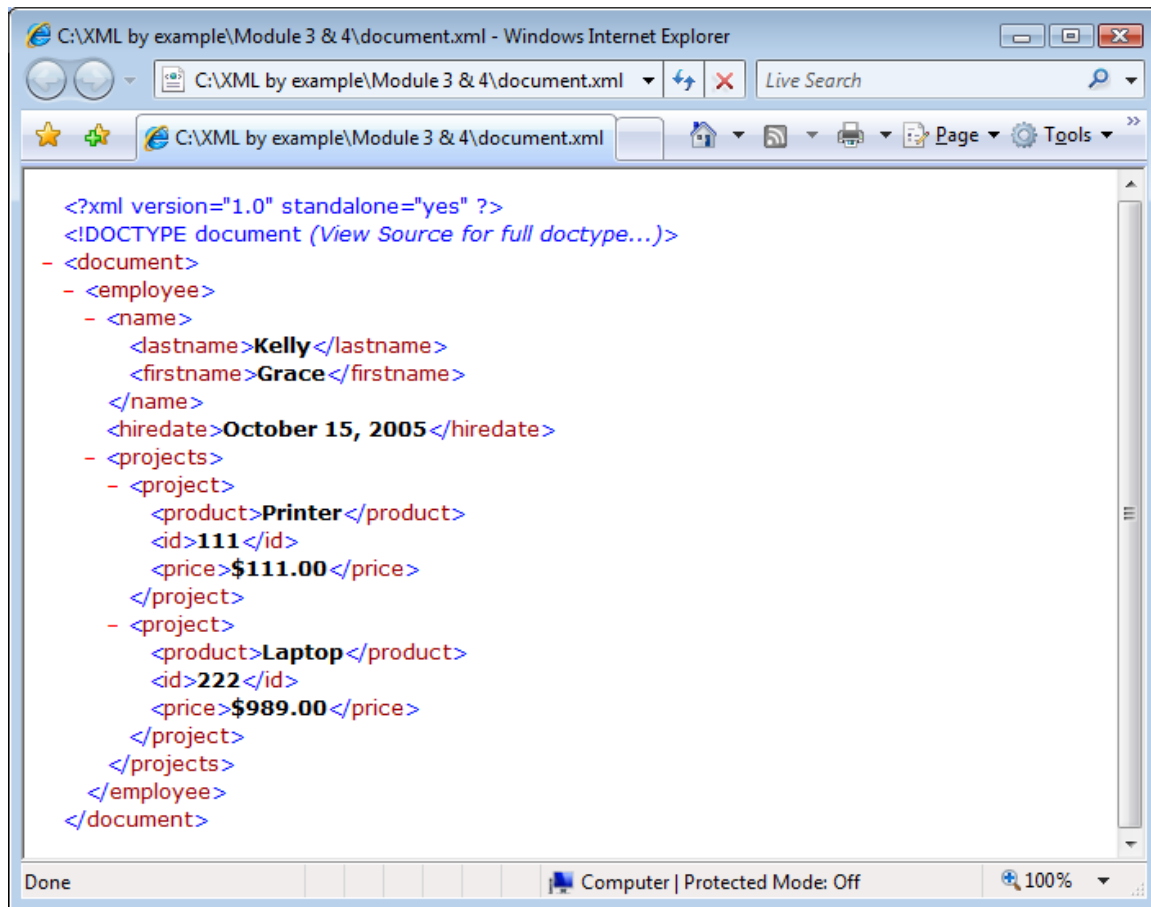 C:\XML by example\Module 3 & 4\document.xml - Windows Internet Explorer
C:\XML by example\Module 3 & 4\document.xml Live Search
C:\XML by example\Module 3 & 4\document.xml Page Tools »
<?xml version="1.0" standalone="yes" ?>
<!DOCTYPE document (View Source for full doctype...)>
- <document>
- <employee>
- <name>
<lastname>Kelly</lastname>
<firstname>Grace</firstname>
</name>
<hiredate>October 15, 2005</hiredate>
- <projects>
- <project>
<product>Printer</product>
<id>111</id>
<price>$111.00</price>
</project>
- <project>
<product>Laptop</product>
<id>222</id>
<price>$989.00</price>
</project>
</projects>
</employee>
</document>
Done Computer | Protected Mode: Off 100%